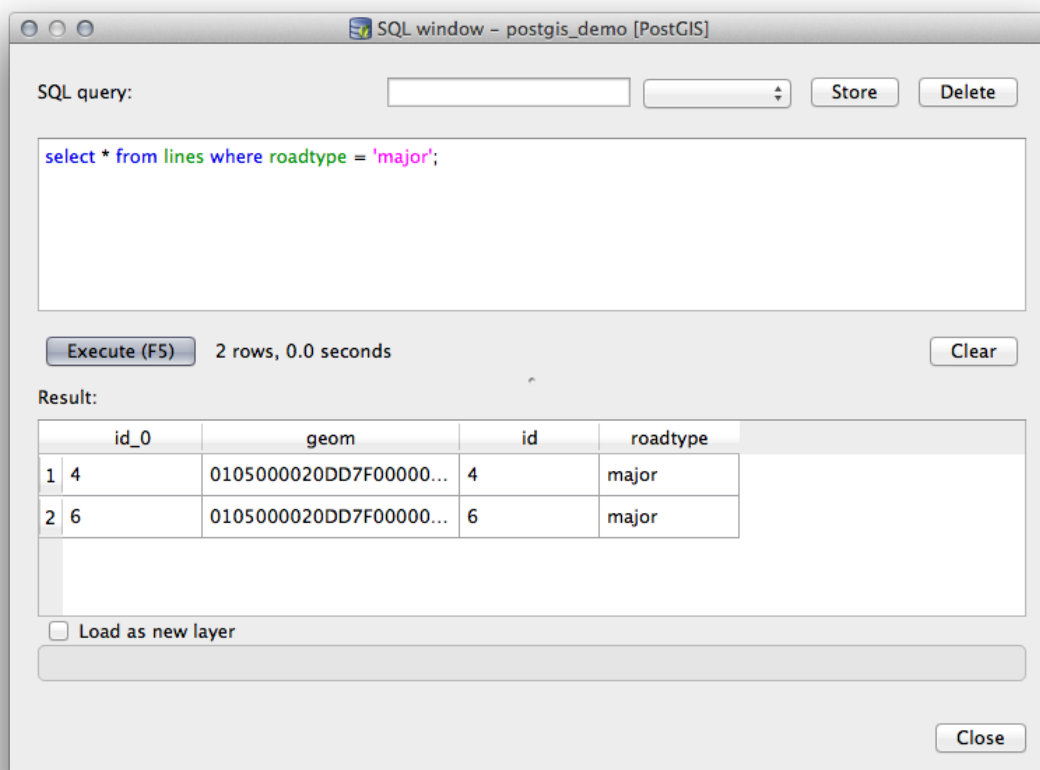 SQL window – postgis_demo [PostGIS]
SQL query: Store Delete
select * from lines where roadtype = 'major';
Execute (F5) 2 rows, 0.0 seconds Clear
Result:
id_0 geom id roadtype
1 4 0105000020DD7F00000... 4 major
2 6 0105000020DD7F00000... 6 major
Load as new layer
Close